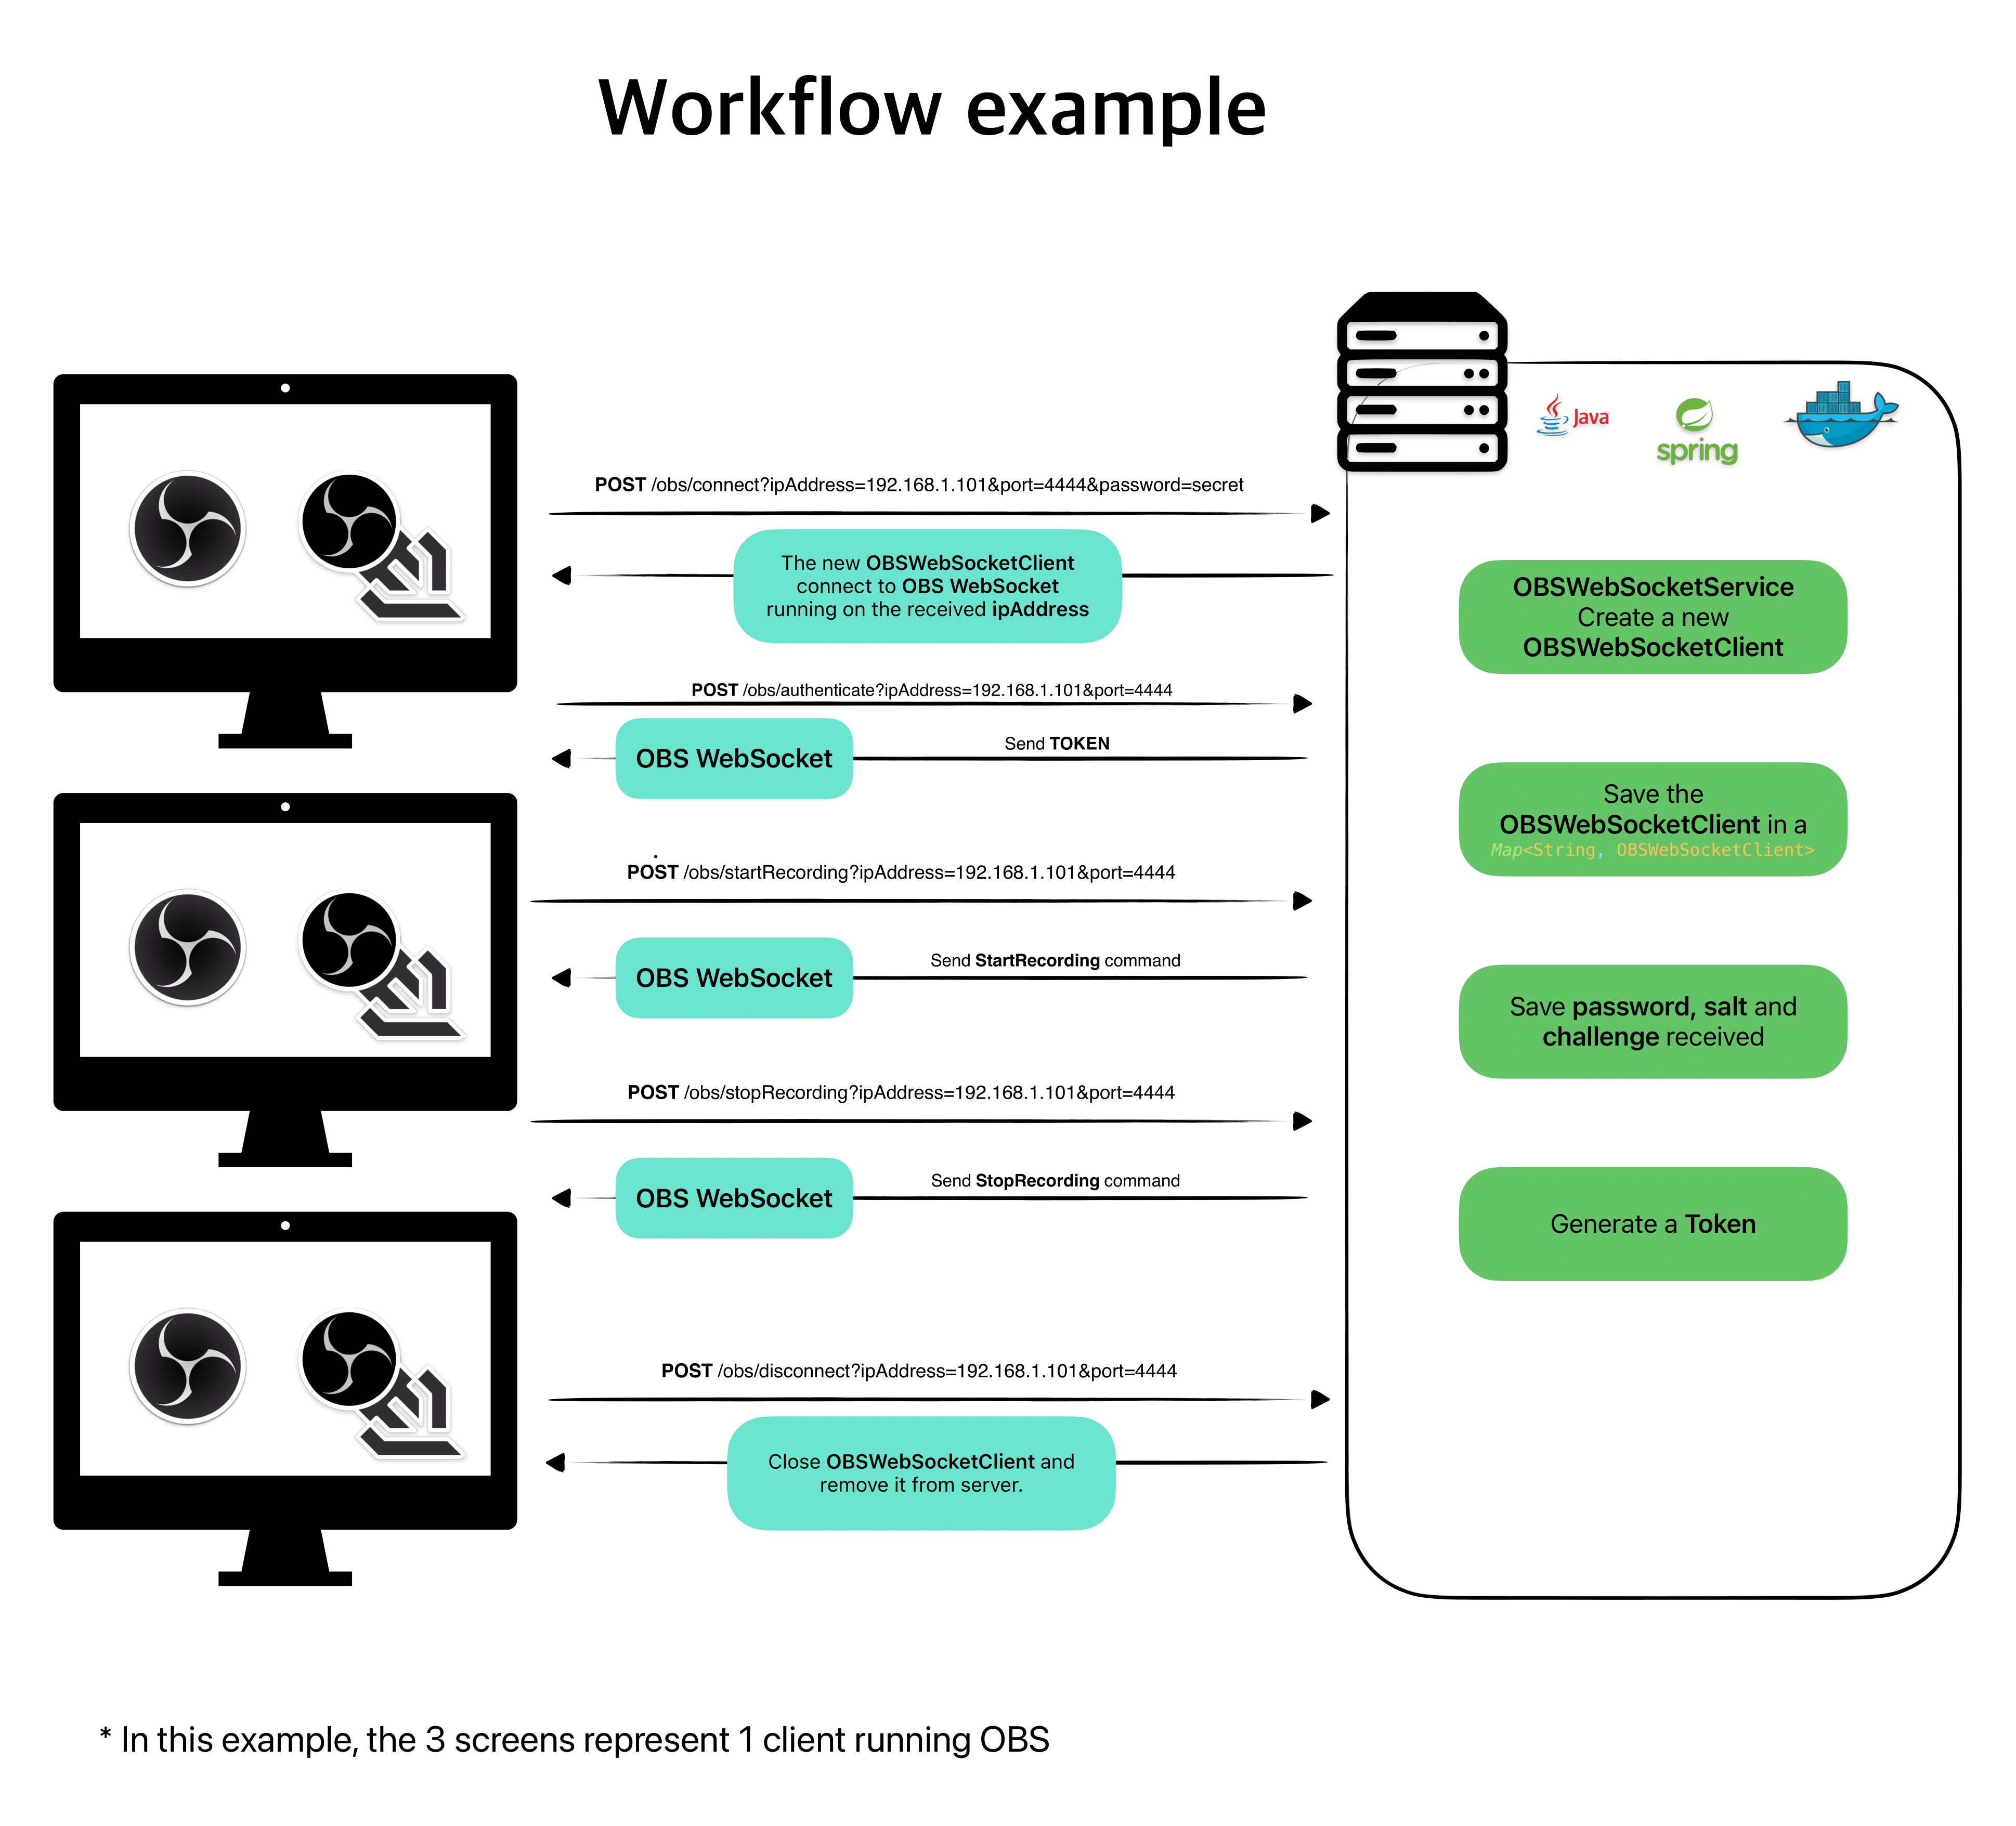 Workflow example
Java
spring
POST /obs/connect?ipAddress=192.168.1.101&port=4444&password=secret
The new OBSWebSocketClient
connect to OBS WebSocket
running on the received ipAddress
OBSWebSocketService
Create a new
OBSWebSocketClient
POST /obs/authenticate?ipAddress=192.168.1.101&port=4444
Send TOKEN
OBS WebSocket
Save the
OBSWebSocketClient in a
Map<String, OBSWebSocketClient>
POST /obs/startRecording?ipAddress=192.168.1.101&port=4444
Send StartRecording command
OBS WebSocket
Save password, salt and
challenge received
POST /obs/stopRecording?ipAddress=192.168.1.101&port=4444
Send StopRecording command
OBS WebSocket
Generate a Token
POST /obs/disconnect?ipAddress=192.168.1.101&port=4444
Close OBSWebSocketClient and
remove it from server.
* In this example, the 3 screens represent 1 client running OBS